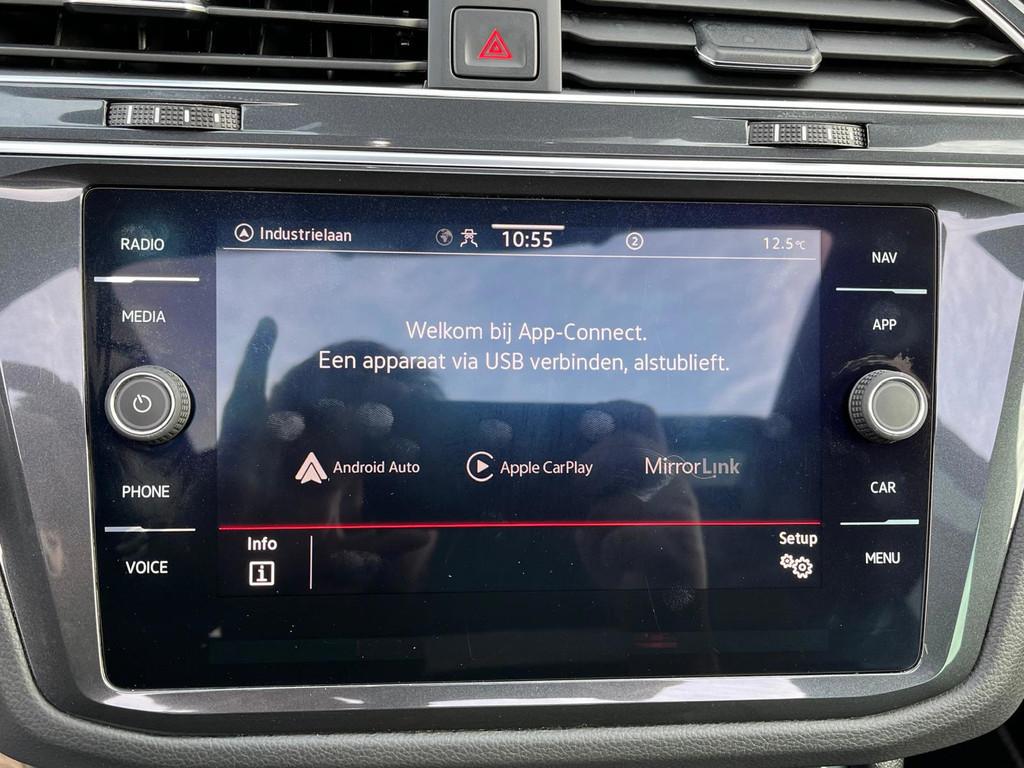 RADIO
MEDIA
PHONE
VOICE
Industrielaan
10:55
2
12.5°C
Welkom bij App-Connect.
Een apparaat via USB verbinden, alstublieft.
Android Auto
Apple CarPlay
MirrorLink
Info
i
Setup
NAV
APP
CAR
MENU